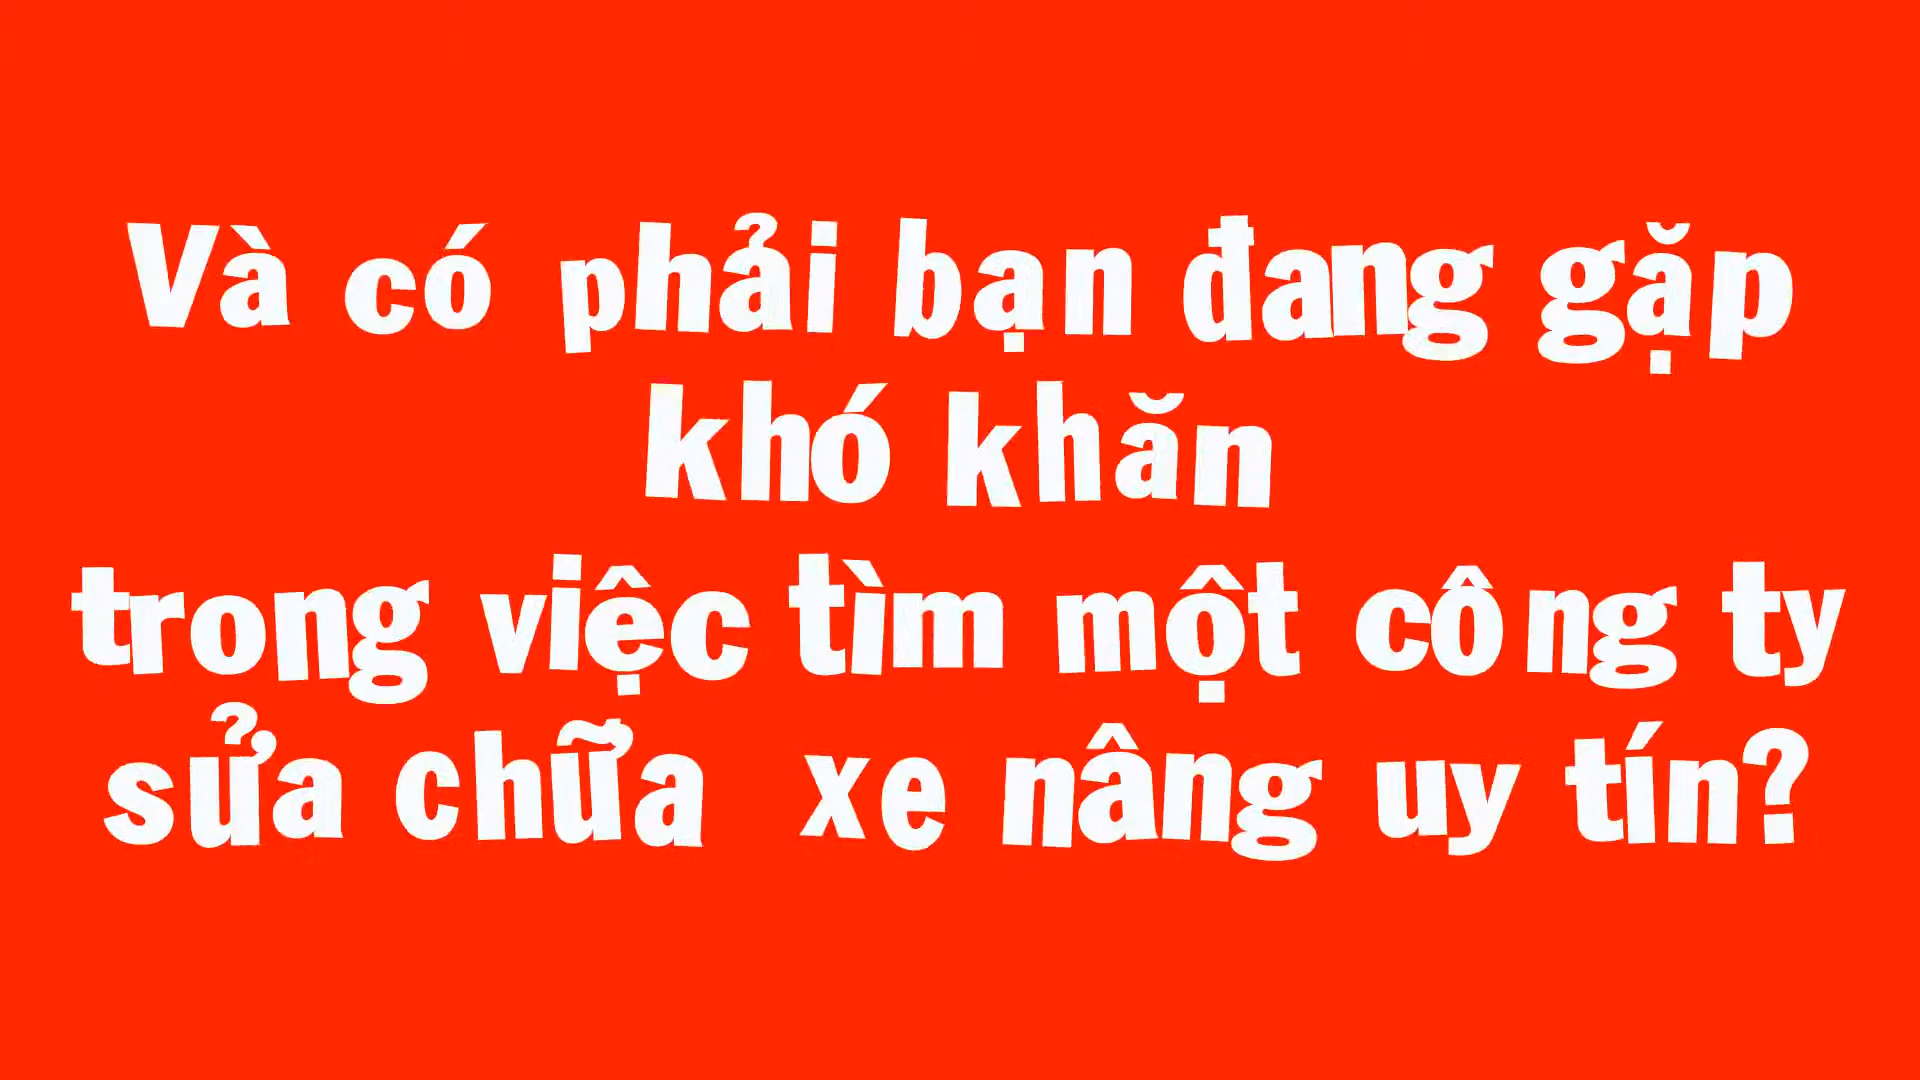 Và có phải bạn đang gặp
khó khăn
trong việc tìm một công ty
sửa chữa xe nâng uy tín?